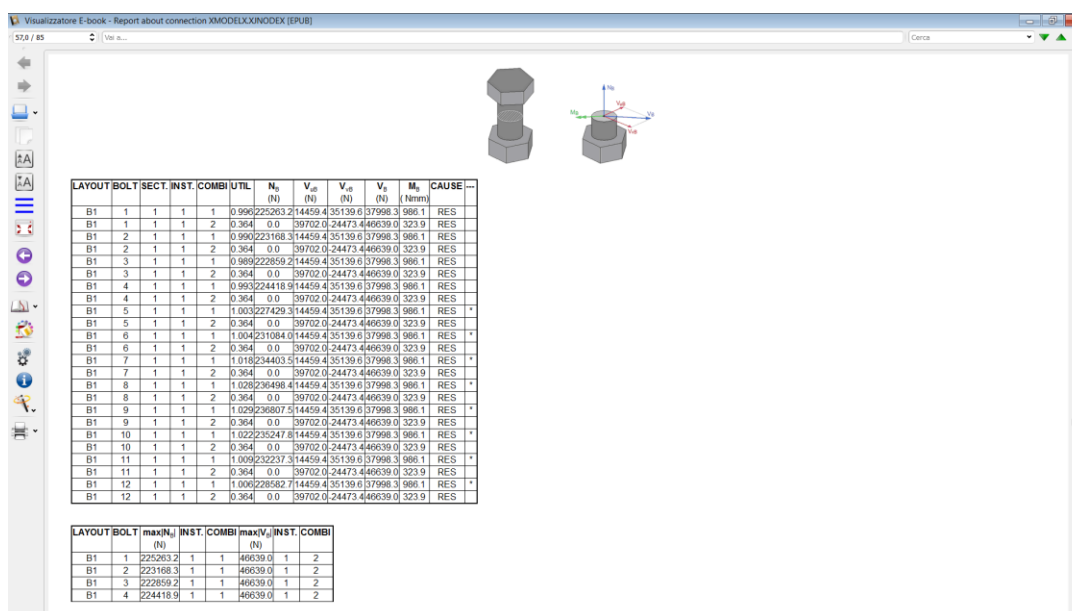 Visualizzatore E-book - Report about connection XMODELX.XINODEX [EPUB]
57,0 / 85 Vai a... Cerca
NB
MB VuB VB
VvB
LAYOUT BOLT SECT. INST. COMBI UTIL NB VuB VvB VB MB CAUSE ---
(N) (N) (N) (N) ( Nmm)
B1 1 1 1 1 0.996 225263.2 14459.4 35139.6 37998.3 986.1 RES
B1 1 1 1 2 0.364 0.0 39702.0 -24473.4 46639.0 323.9 RES
B1 2 1 1 1 0.990 223168.3 14459.4 35139.6 37998.3 986.1 RES
B1 2 1 1 2 0.364 0.0 39702.0 -24473.4 46639.0 323.9 RES
B1 3 1 1 1 0.989 222859.2 14459.4 35139.6 37998.3 986.1 RES
B1 3 1 1 2 0.364 0.0 39702.0 -24473.4 46639.0 323.9 RES
B1 4 1 1 1 0.993 224418.9 14459.4 35139.6 37998.3 986.1 RES
B1 4 1 1 2 0.364 0.0 39702.0 -24473.4 46639.0 323.9 RES
B1 5 1 1 1 1.003 227429.3 14459.4 35139.6 37998.3 986.1 RES *
B1 5 1 1 2 0.364 0.0 39702.0 -24473.4 46639.0 323.9 RES
B1 6 1 1 1 1.004 231084.0 14459.4 35139.6 37998.3 986.1 RES *
B1 6 1 1 2 0.364 0.0 39702.0 -24473.4 46639.0 323.9 RES
B1 7 1 1 1 1.018 234403.5 14459.4 35139.6 37998.3 986.1 RES *
B1 7 1 1 2 0.364 0.0 39702.0 -24473.4 46639.0 323.9 RES
B1 8 1 1 1 1.028 236498.4 14459.4 35139.6 37998.3 986.1 RES *
B1 8 1 1 2 0.364 0.0 39702.0 -24473.4 46639.0 323.9 RES
B1 9 1 1 1 1.029 236807.5 14459.4 35139.6 37998.3 986.1 RES *
B1 9 1 1 2 0.364 0.0 39702.0 -24473.4 46639.0 323.9 RES
B1 10 1 1 1 1.022 235247.8 14459.4 35139.6 37998.3 986.1 RES *
B1 10 1 1 2 0.364 0.0 39702.0 -24473.4 46639.0 323.9 RES
B1 11 1 1 1 1.009 232237.3 14459.4 35139.6 37998.3 986.1 RES *
B1 11 1 1 2 0.364 0.0 39702.0 -24473.4 46639.0 323.9 RES
B1 12 1 1 1 1.006 228582.7 14459.4 35139.6 37998.3 986.1 RES *
B1 12 1 1 2 0.364 0.0 39702.0 -24473.4 46639.0 323.9 RES
LAYOUT BOLT max|NB| INST. COMBI max|VB| INST. COMBI
(N) (N)
B1 1 225263.2 1 1 46639.0 1 2
B1 2 223168.3 1 1 46639.0 1 2
B1 3 222859.2 1 1 46639.0 1 2
B1 4 224418.9 1 1 46639.0 1 2